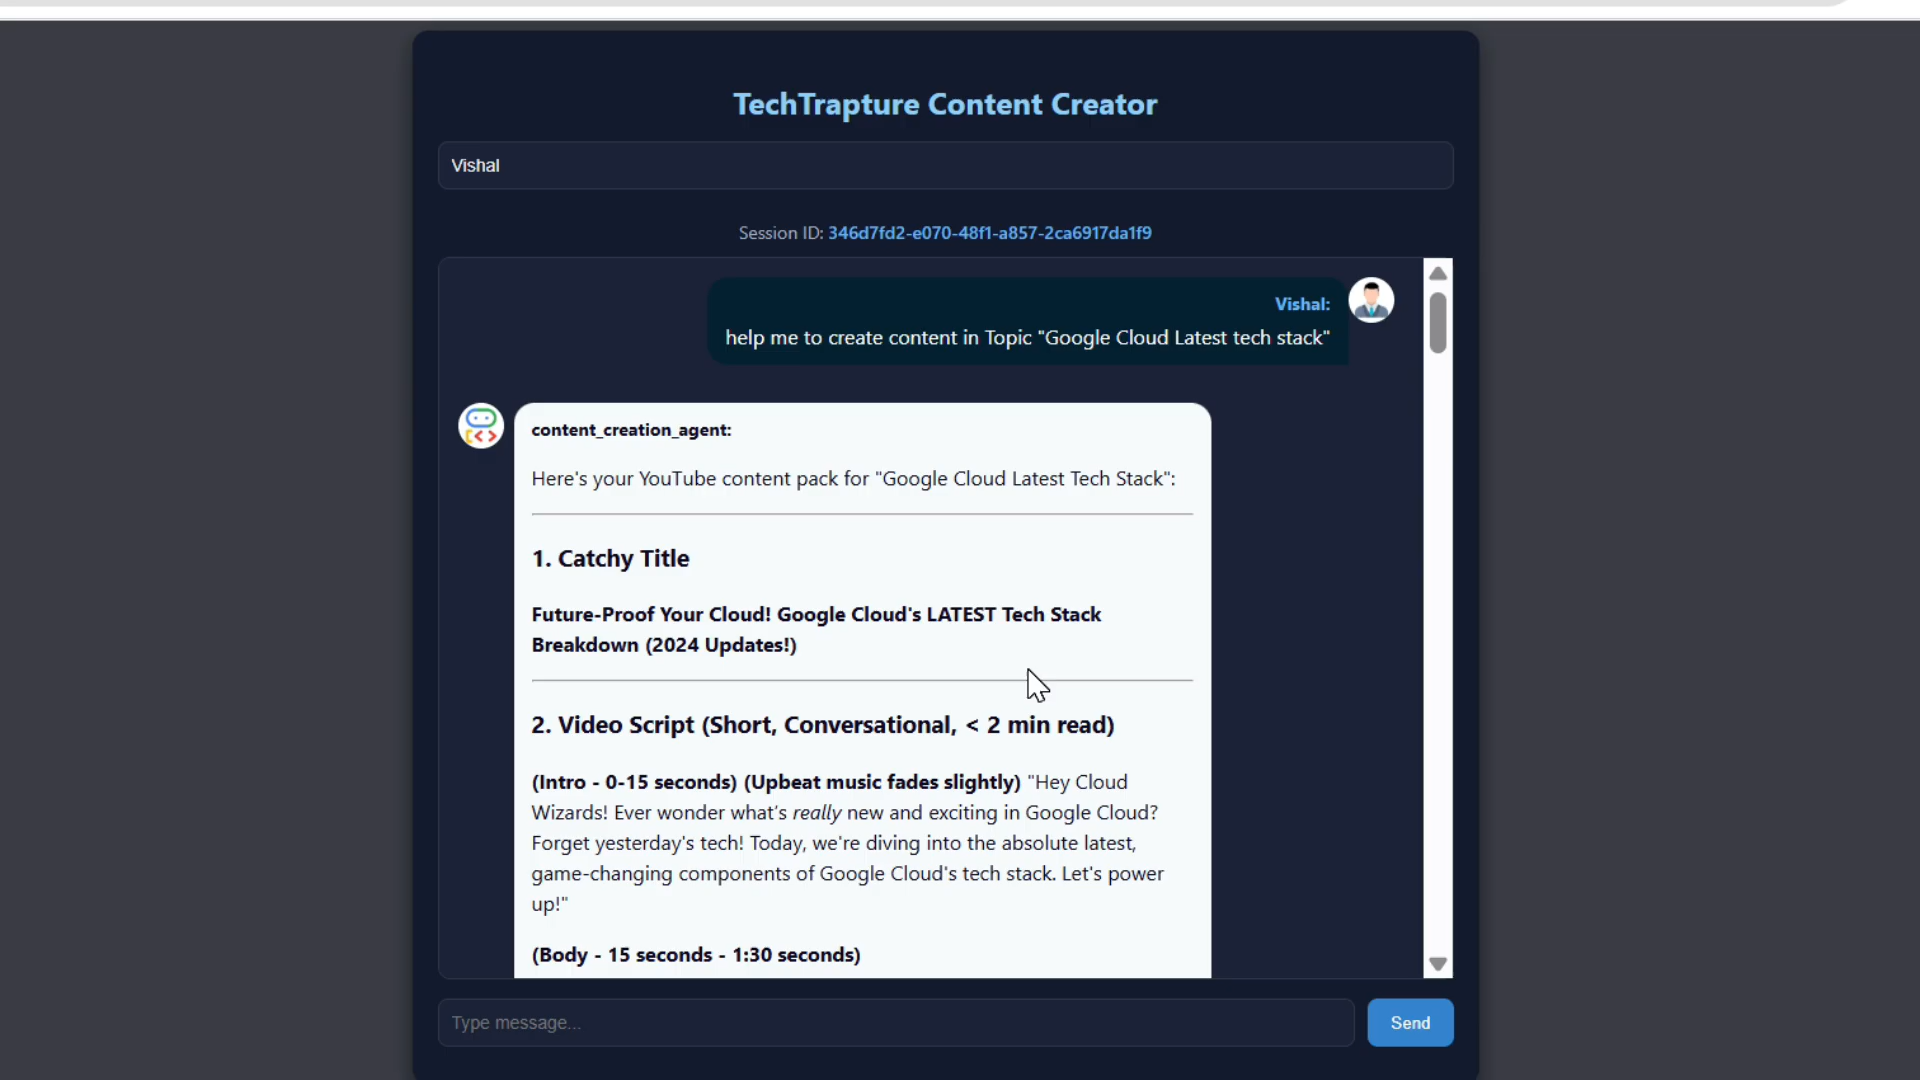 TechTrapture Content Creator
Vishal
Session ID: 346d7fd2-e070-48f1-a857-2ca6917da1f9
Vishal:
help me to create content in Topic "Google Cloud Latest tech stack"
content_creation_agent:
Here's your YouTube content pack for "Google Cloud Latest Tech Stack":
1. Catchy Title
Future-Proof Your Cloud! Google Cloud's LATEST Tech Stack
Breakdown (2024 Updates!)
2. Video Script (Short, Conversational, < 2 min read)
(Intro - 0-15 seconds) (Upbeat music fades slightly) "Hey Cloud
Wizards! Ever wonder what's really new and exciting in Google Cloud?
Forget yesterday's tech! Today, we're diving into the absolute latest,
game-changing components of Google Cloud's tech stack. Let's power
up!"
(Body - 15 seconds - 1:30 seconds)
Type message...
Send